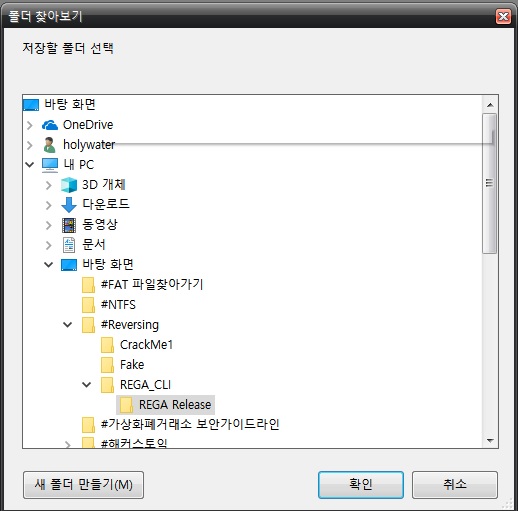 폴더 찾아보기
저장할 폴더 선택
바탕 화면
OneDrive
holywater
내 PC
3D 개체
다운로드
동영상
문서
바탕 화면
#FAT 파일찾아가기
#NTFS
#Reversing
CrackMe1
Fake
REGA_CLI
REGA Release
#가상화폐거래소 보안가이드라인
#해커스토익
새 폴더 만들기(M)
확인
취소